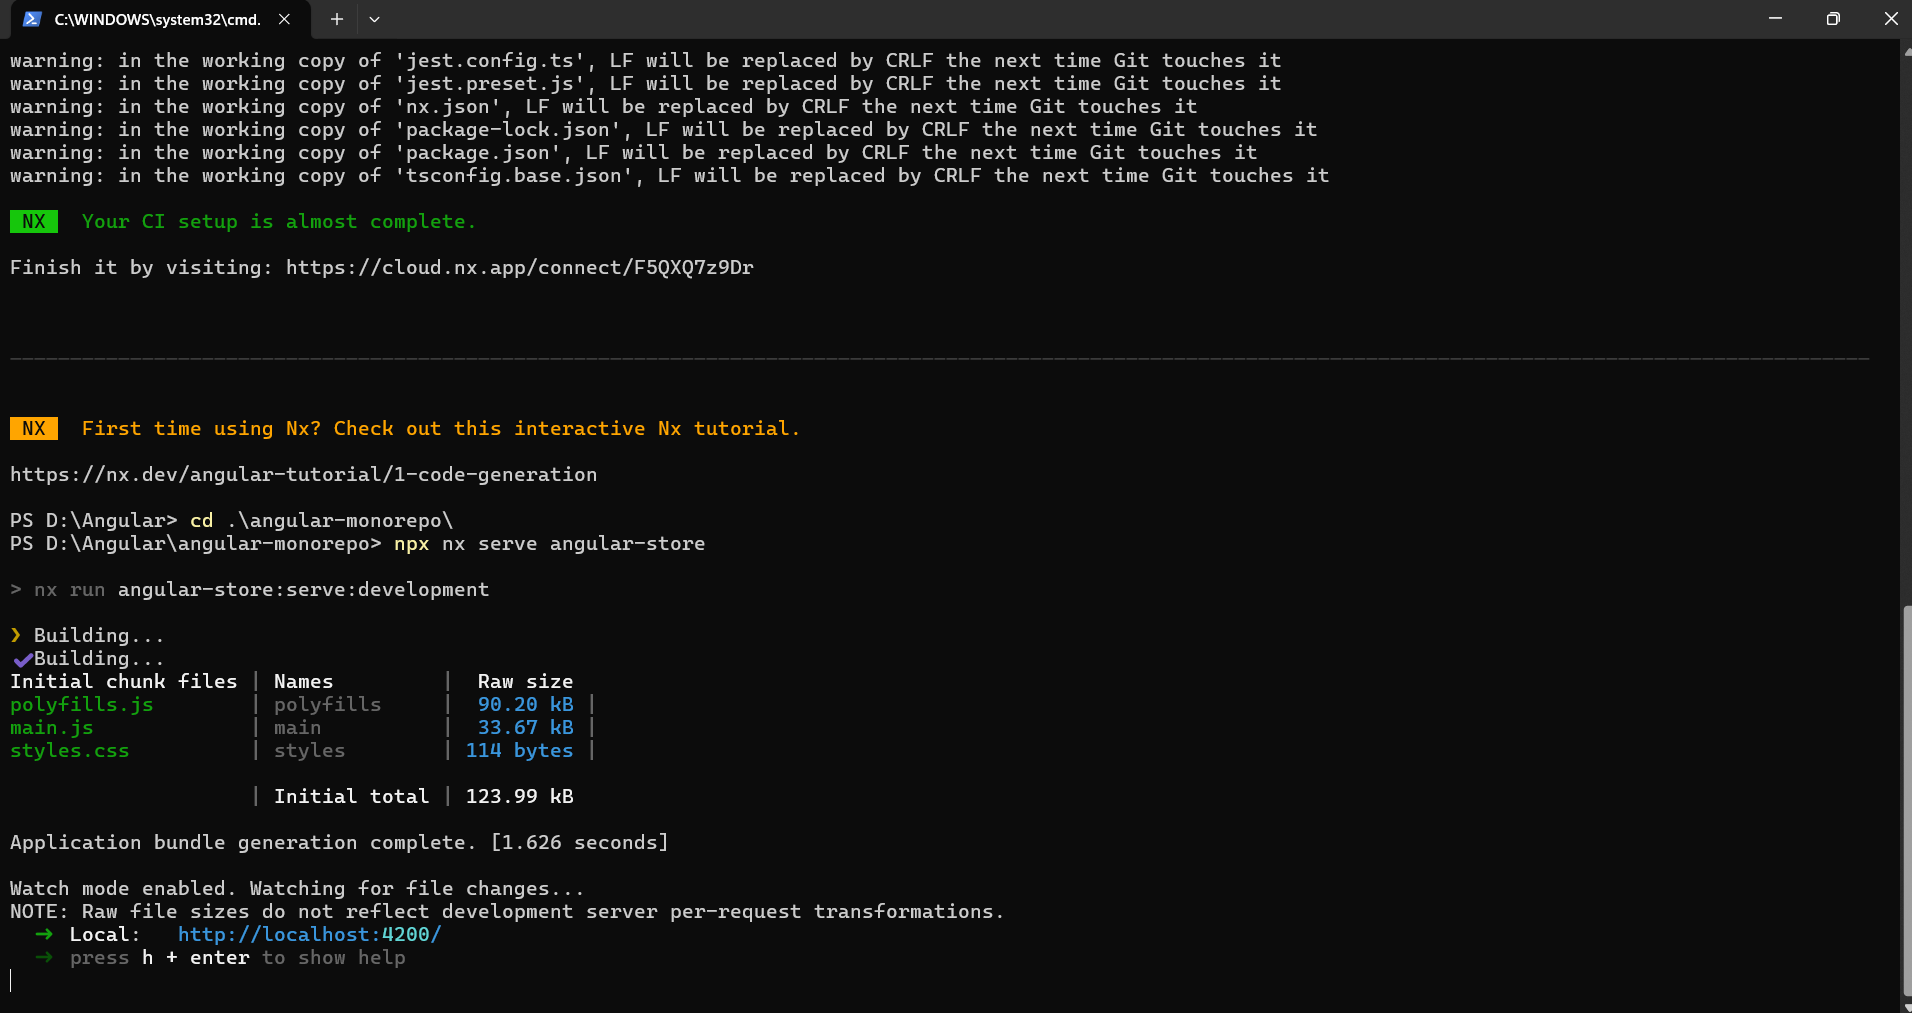 C:\WINDOWS\system32\cmd.
warning: in the working copy of 'jest.config.ts', LF will be replaced by CRLF the next time Git touches it
warning: in the working copy of 'jest.preset.js', LF will be replaced by CRLF the next time Git touches it
warning: in the working copy of 'nx.json', LF will be replaced by CRLF the next time Git touches it
warning: in the working copy of 'package-lock.json', LF will be replaced by CRLF the next time Git touches it
warning: in the working copy of 'package.json', LF will be replaced by CRLF the next time Git touches it
warning: in the working copy of 'tsconfig.base.json', LF will be replaced by CRLF the next time Git touches it
NX Your CI setup is almost complete.
Finish it by visiting: https://cloud.nx.app/connect/F5QXQ7z9Dr
NX First time using Nx? Check out this interactive Nx tutorial.
https://nx.dev/angular-tutorial/1-code-generation
PS D:\Angular> cd .\angular-monorepo\
PS D:\Angular\angular-monorepo> npx nx serve angular-store
> nx run angular-store:serve:development
❯ Building...
✔Building...
Initial chunk files | Names | Raw size
polyfills.js | polyfills | 90.20 kB |
main.js | main | 33.67 kB |
styles.css | styles | 114 bytes |
| Initial total | 123.99 kB
Application bundle generation complete. [1.626 seconds]
Watch mode enabled. Watching for file changes...
NOTE: Raw file sizes do not reflect development server per-request transformations.
➜ Local: http://localhost:4200/
➜ press h + enter to show help